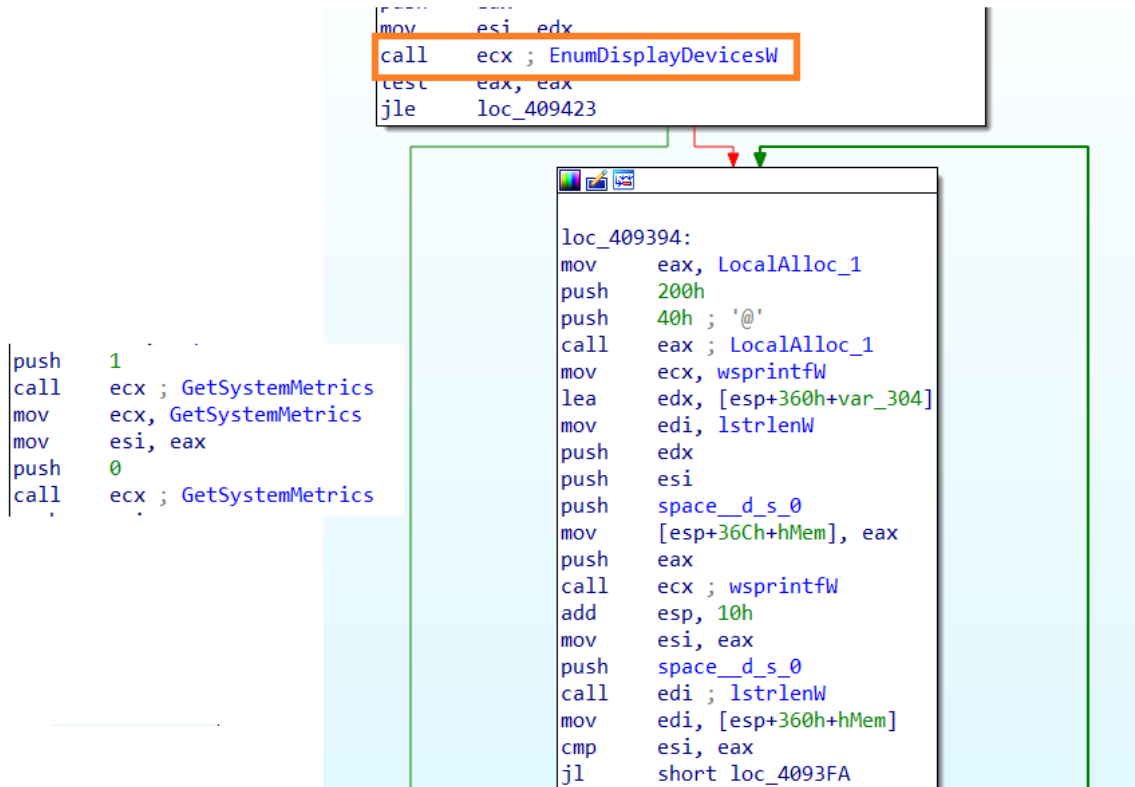 mov     esi, edx
call    ecx ; EnumDisplayDevicesW
test    eax, eax
jle     loc_409423
loc_409394:
mov     eax, LocalAlloc_1
push    200h
push    40h ; '@'
call    eax ; LocalAlloc_1
mov     ecx, wsprintfW
lea     edx, [esp+360h+var_304]
mov     edi, lstrlenW
push    edx
push    esi
push    space__d_s_0
mov     [esp+36Ch+hMem], eax
push    eax
call    ecx ; wsprintfW
add     esp, 10h
mov     esi, eax
push    space__d_s_0
call    edi ; lstrlenW
mov     edi, [esp+360h+hMem]
cmp     esi, eax
jl      short loc_4093FA
push    1
call    ecx ; GetSystemMetrics
mov     ecx, GetSystemMetrics
mov     esi, eax
push    0
call    ecx ; GetSystemMetrics